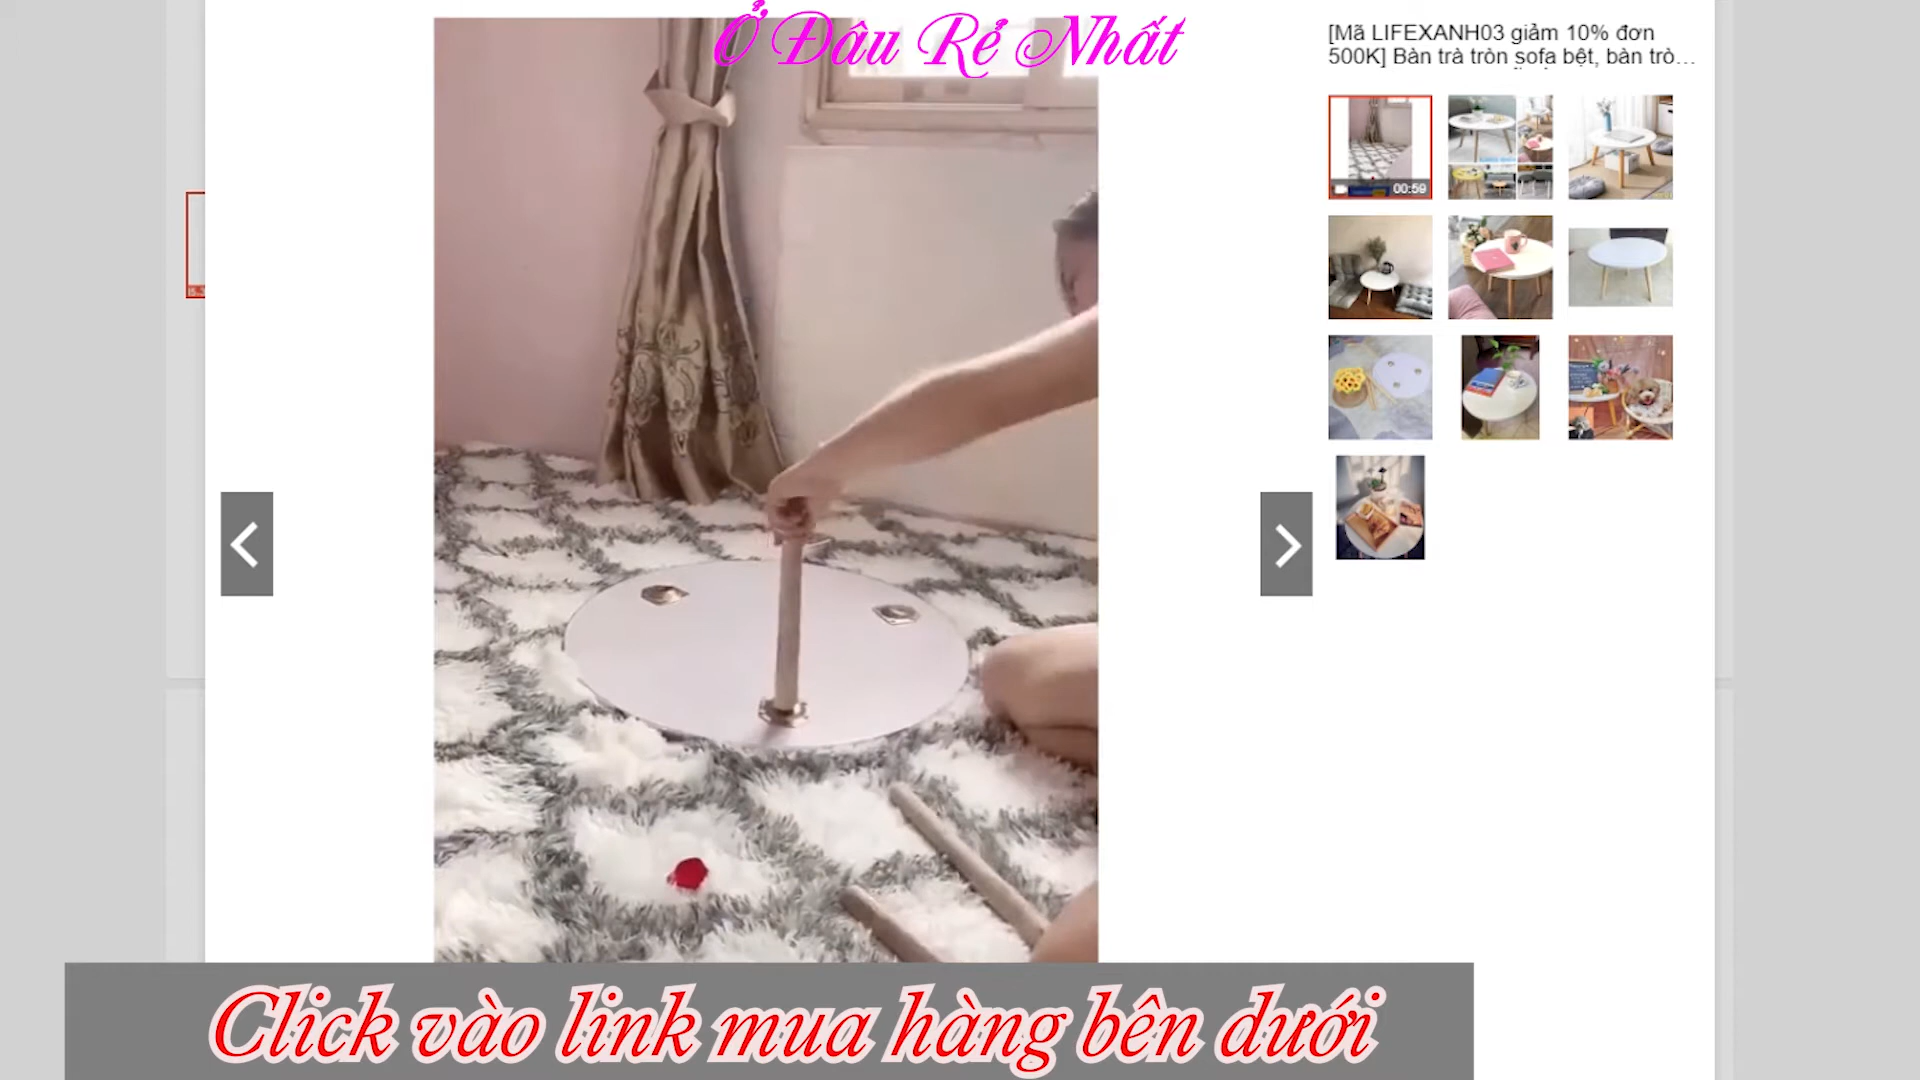 Ở Đâu Rẻ Nhất
[Mã LIFEXANH03 giảm 10% đơn
500K] Bàn trà tròn sofa bệt, bàn trò...
00:59
Click vào link mua hàng bên dưới